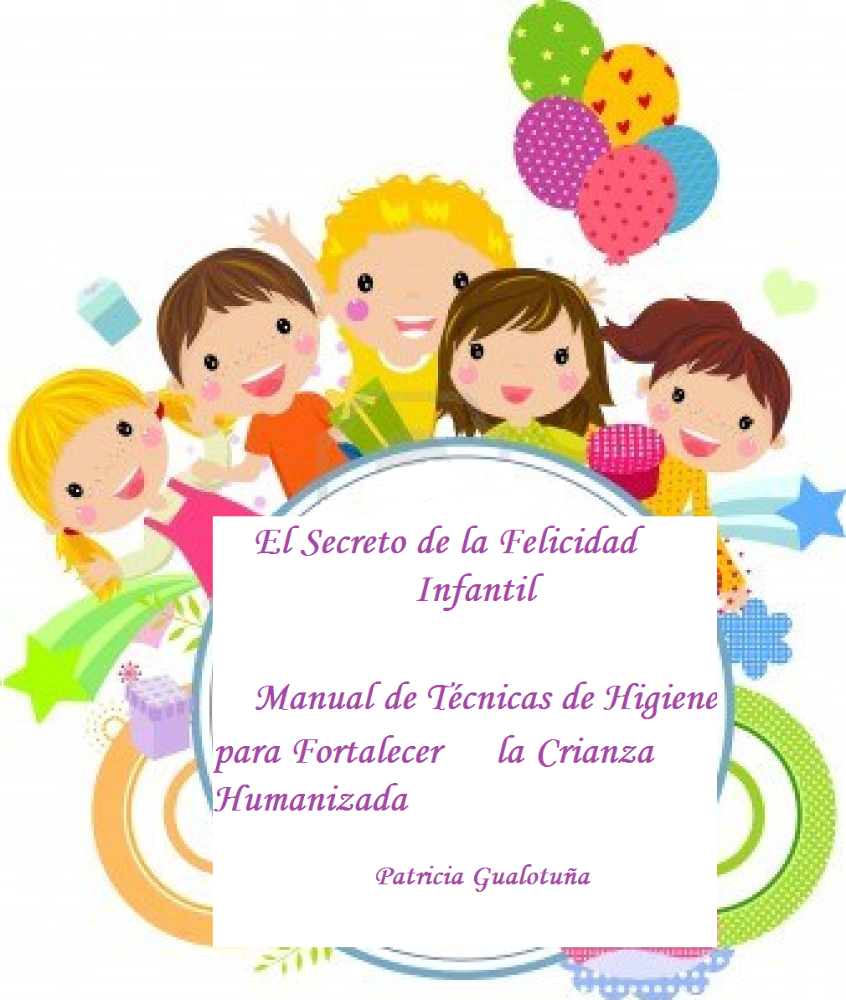 El Secreto de la Felicidad
Infantil
Manual de Técnicas de Higiene
para Fortalecer la Crianza
Humanizada
Patricia Gualotuña